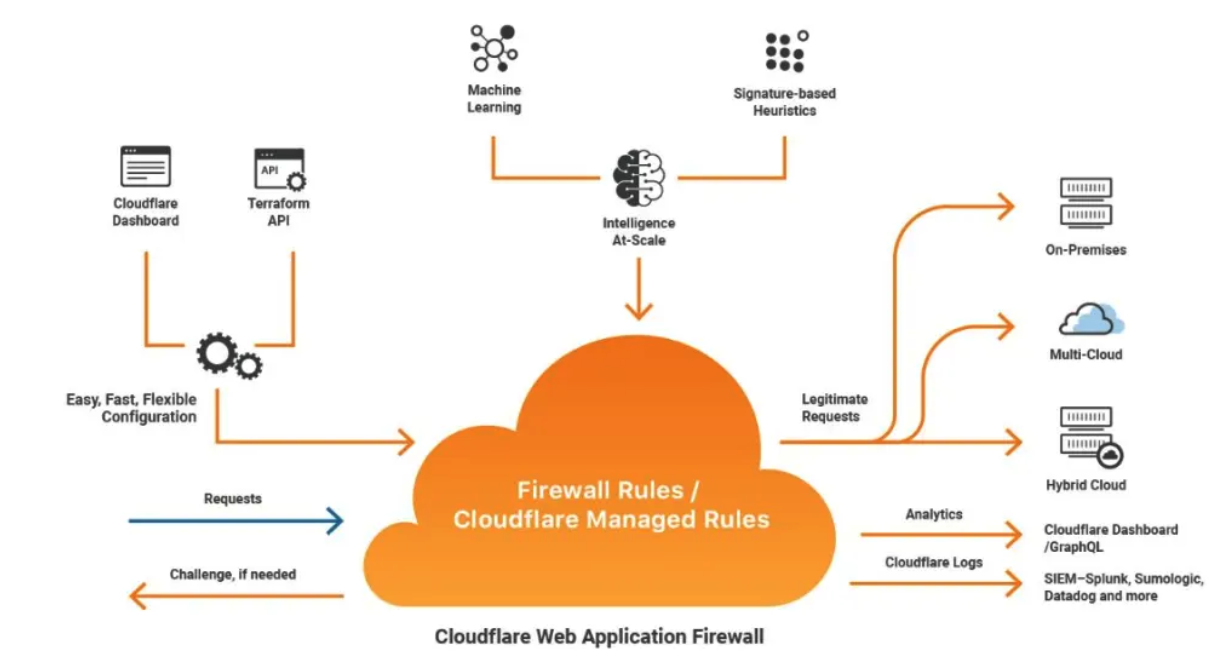 Machine
Learning
Signature-based
Heuristics
API
Cloudflare
Dashboard
Terraform
API
Intelligence
At-Scale
On-Premises
Multi-Cloud
Easy, Fast, Flexible
Configuration
Legitimate
Requests
Hybrid Cloud
Firewall Rules /
Cloudflare Managed Rules
Requests
Analytics
Cloudflare Dashboard
/GraphQL
Challenge, if needed
Cloudflare Logs
SIEM–Splunk, Sumologic,
Datadog and more
Cloudflare Web Application Firewall